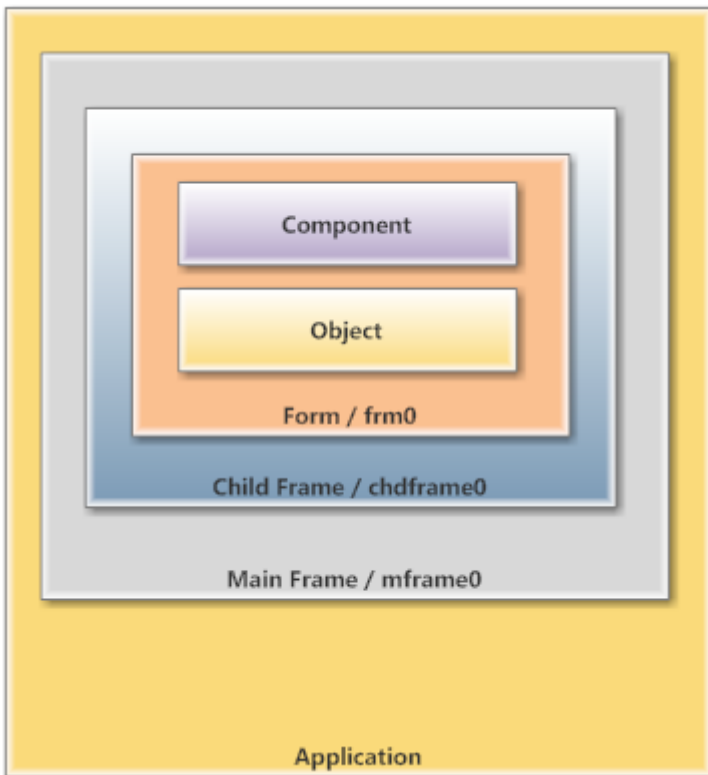 Component
Object
Form / frm0
Child Frame / chdframe0
Main Frame / mframe0
Application